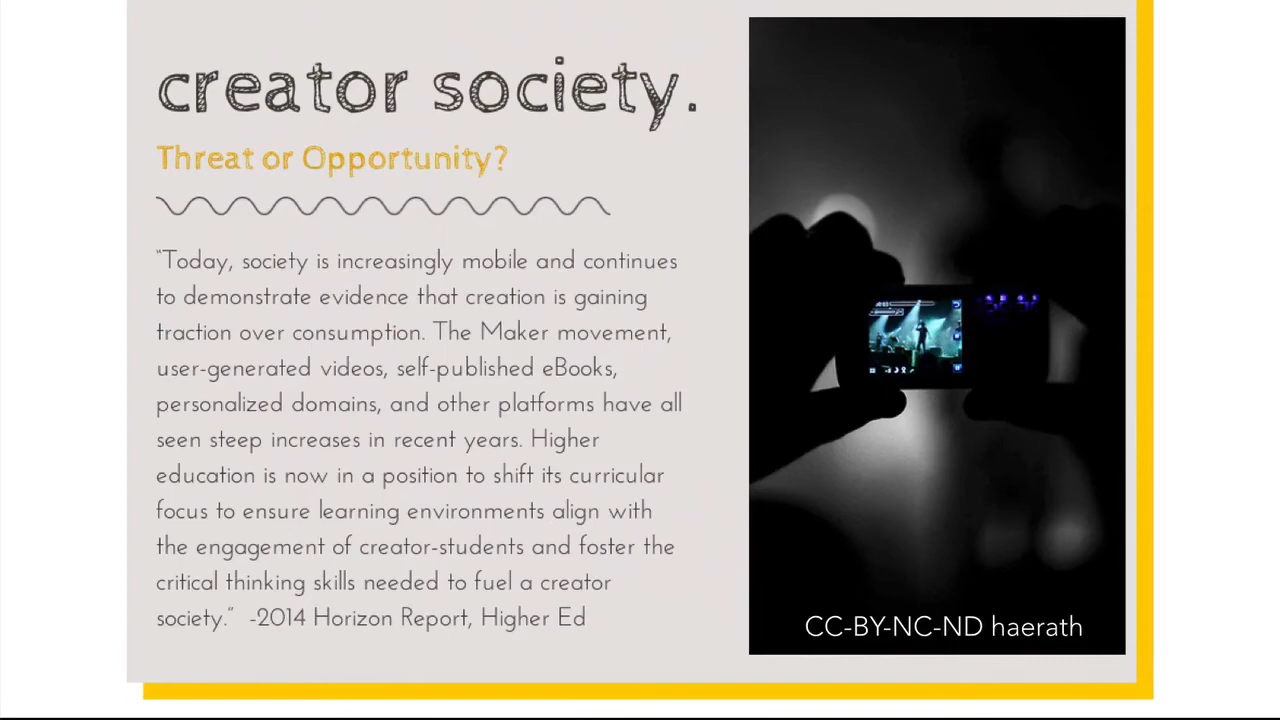 creator society.
Threat or Opportunity?
"Today, society is increasingly mobile and continues
to demonstrate evidence that creation is gaining
traction over consumption. The Maker movement,
user-generated videos, self-published eBooks,
personalized domains, and other platforms have all
seen steep increases in recent years. Higher
education is now in a position to shift its curricular
focus to ensure learning environments align with
the engagement of creator-students and foster the
critical thinking skills needed to fuel a creator
society."  -2014 Horizon Report, Higher Ed
CC-BY-NC-ND haerath